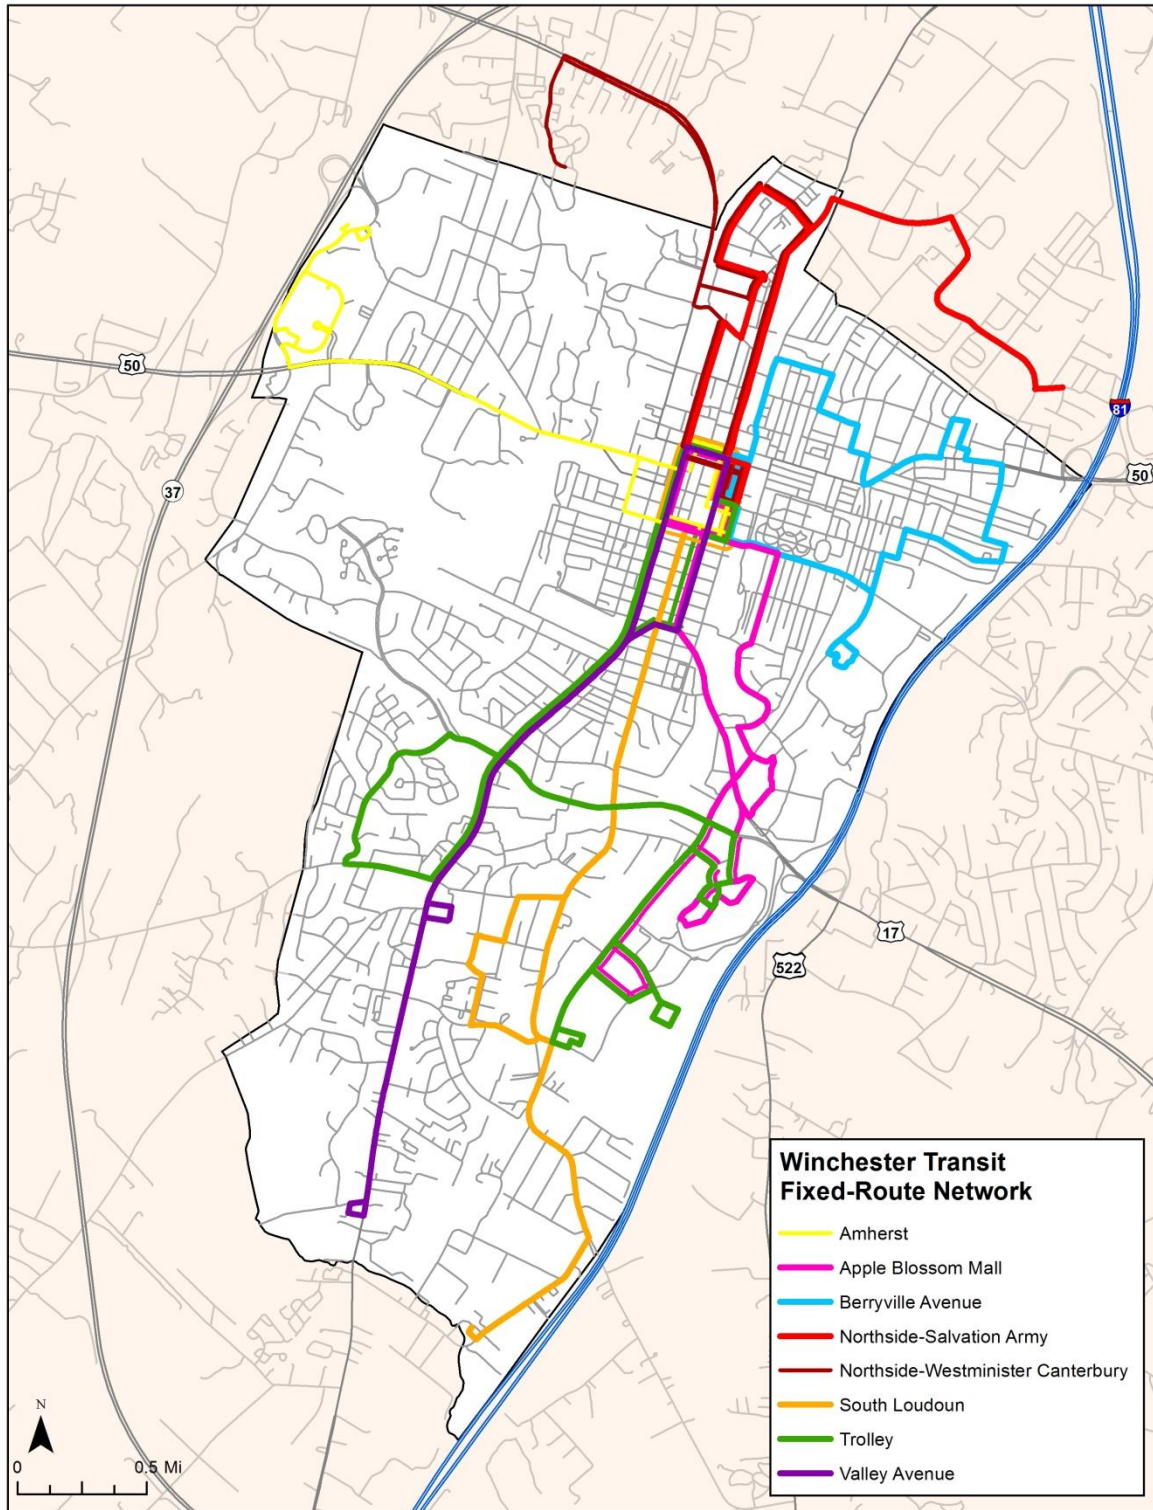 50
81
50
37
17
522
Winchester Transit
Fixed-Route Network
Amherst
Apple Blossom Mall
Berryville Avenue
Northside-Salvation Army
Northside-Westminister Canterbury
South Loudoun
Trolley
Valley Avenue
N
0 0.5 Mi